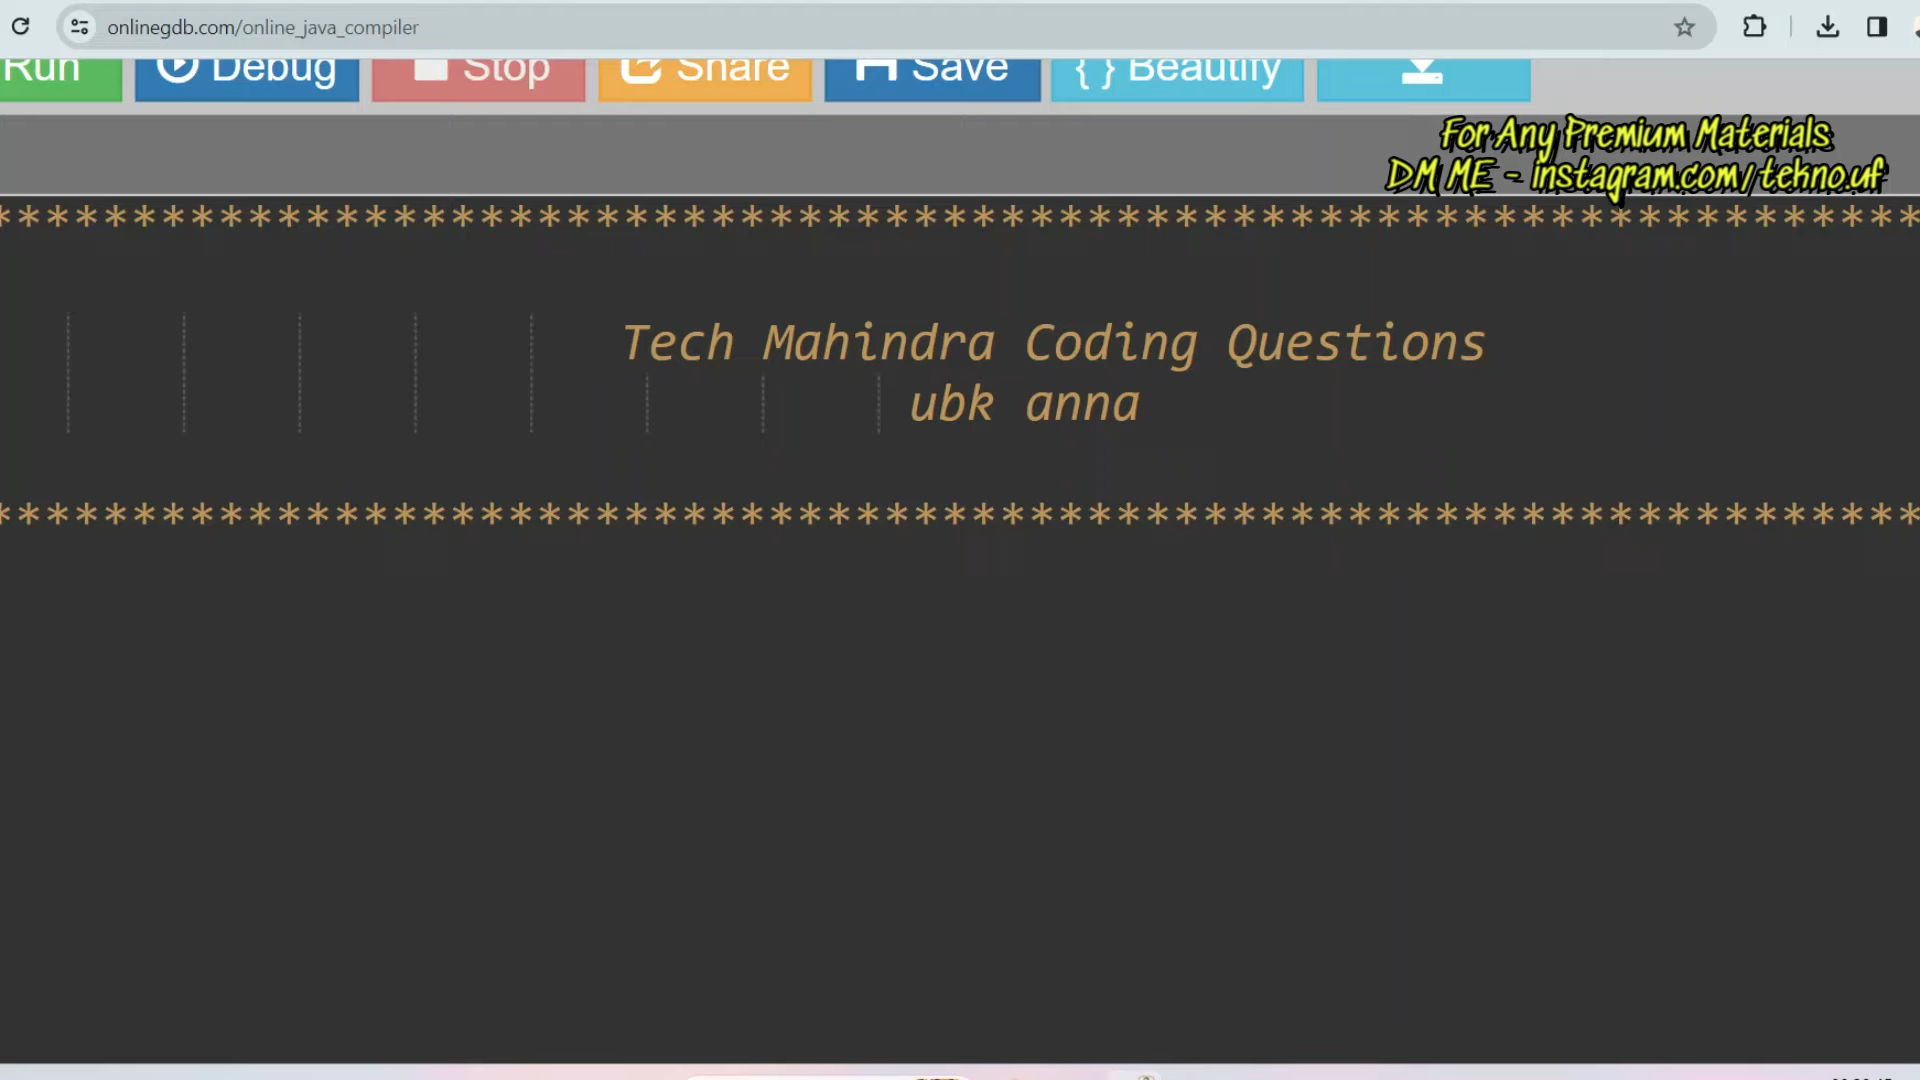 onlinegdb.com/online_java_compiler
Run Debug Stop Share Save { } Beautify
For Any Premium Materials
DM ME - instagram.com/tekno.uf
******************************************************************
Tech Mahindra Coding Questions
ubk anna
******************************************************************